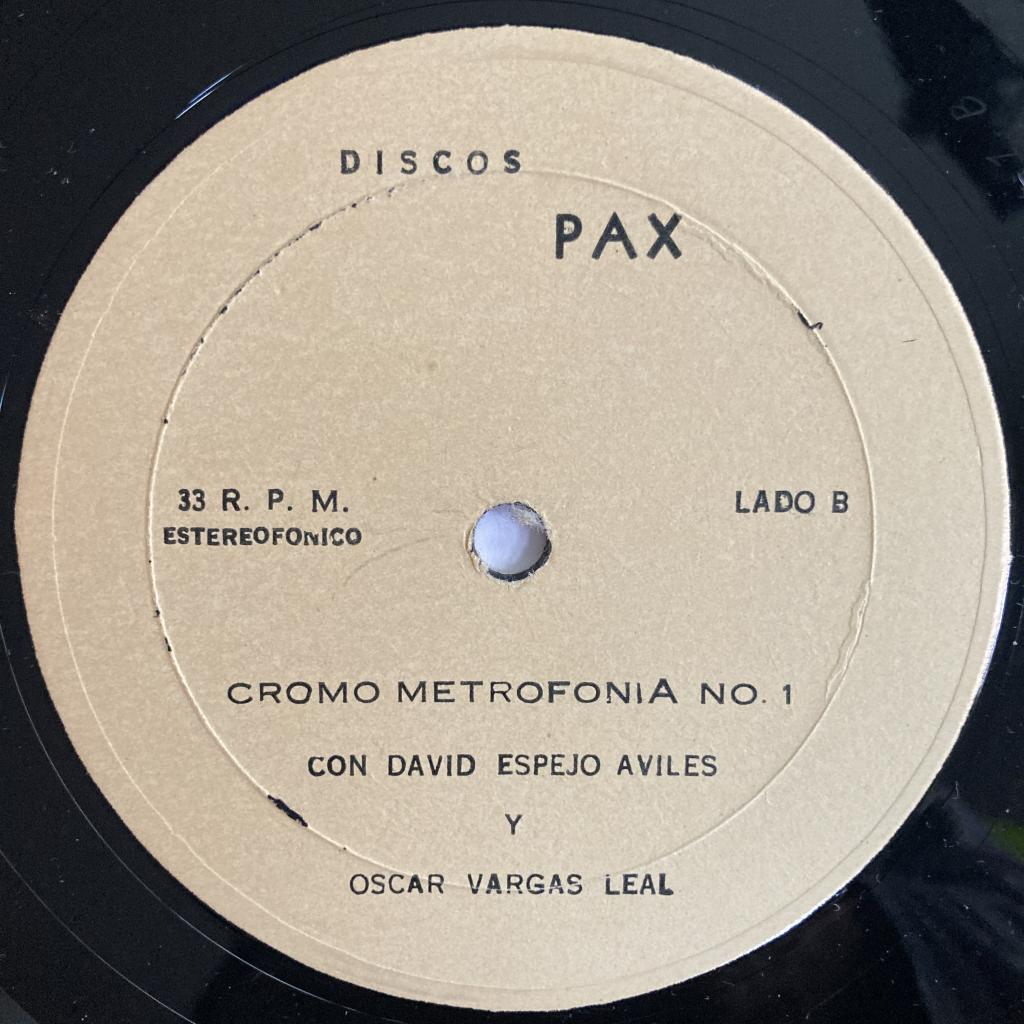 DISCOS
PAX
33 R. P. M.
ESTEREOFONICO
LADO B
CROMO METROFONIA NO. 1
CON DAVID ESPEJO AVILES
Y
OSCAR VARGAS LEAL